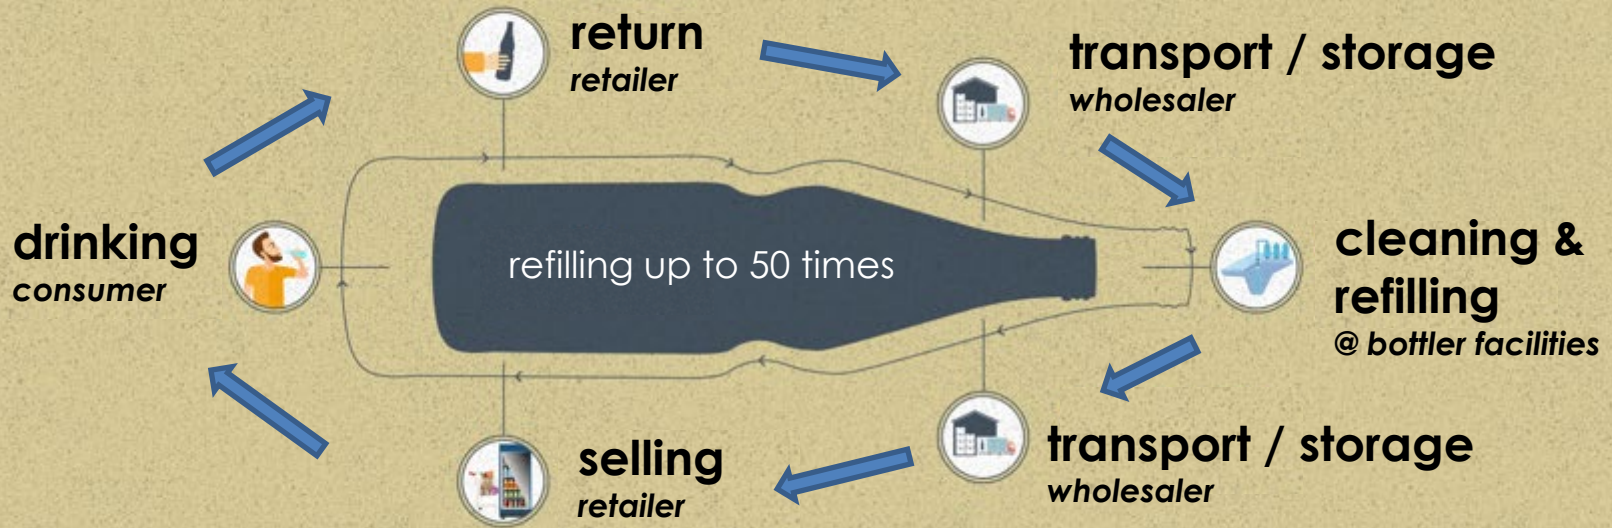 return
retailer
transport / storage
wholesaler
drinking
consumer
refilling up to 50 times
cleaning &
refilling
@ bottler facilities
selling
retailer
transport / storage
wholesaler